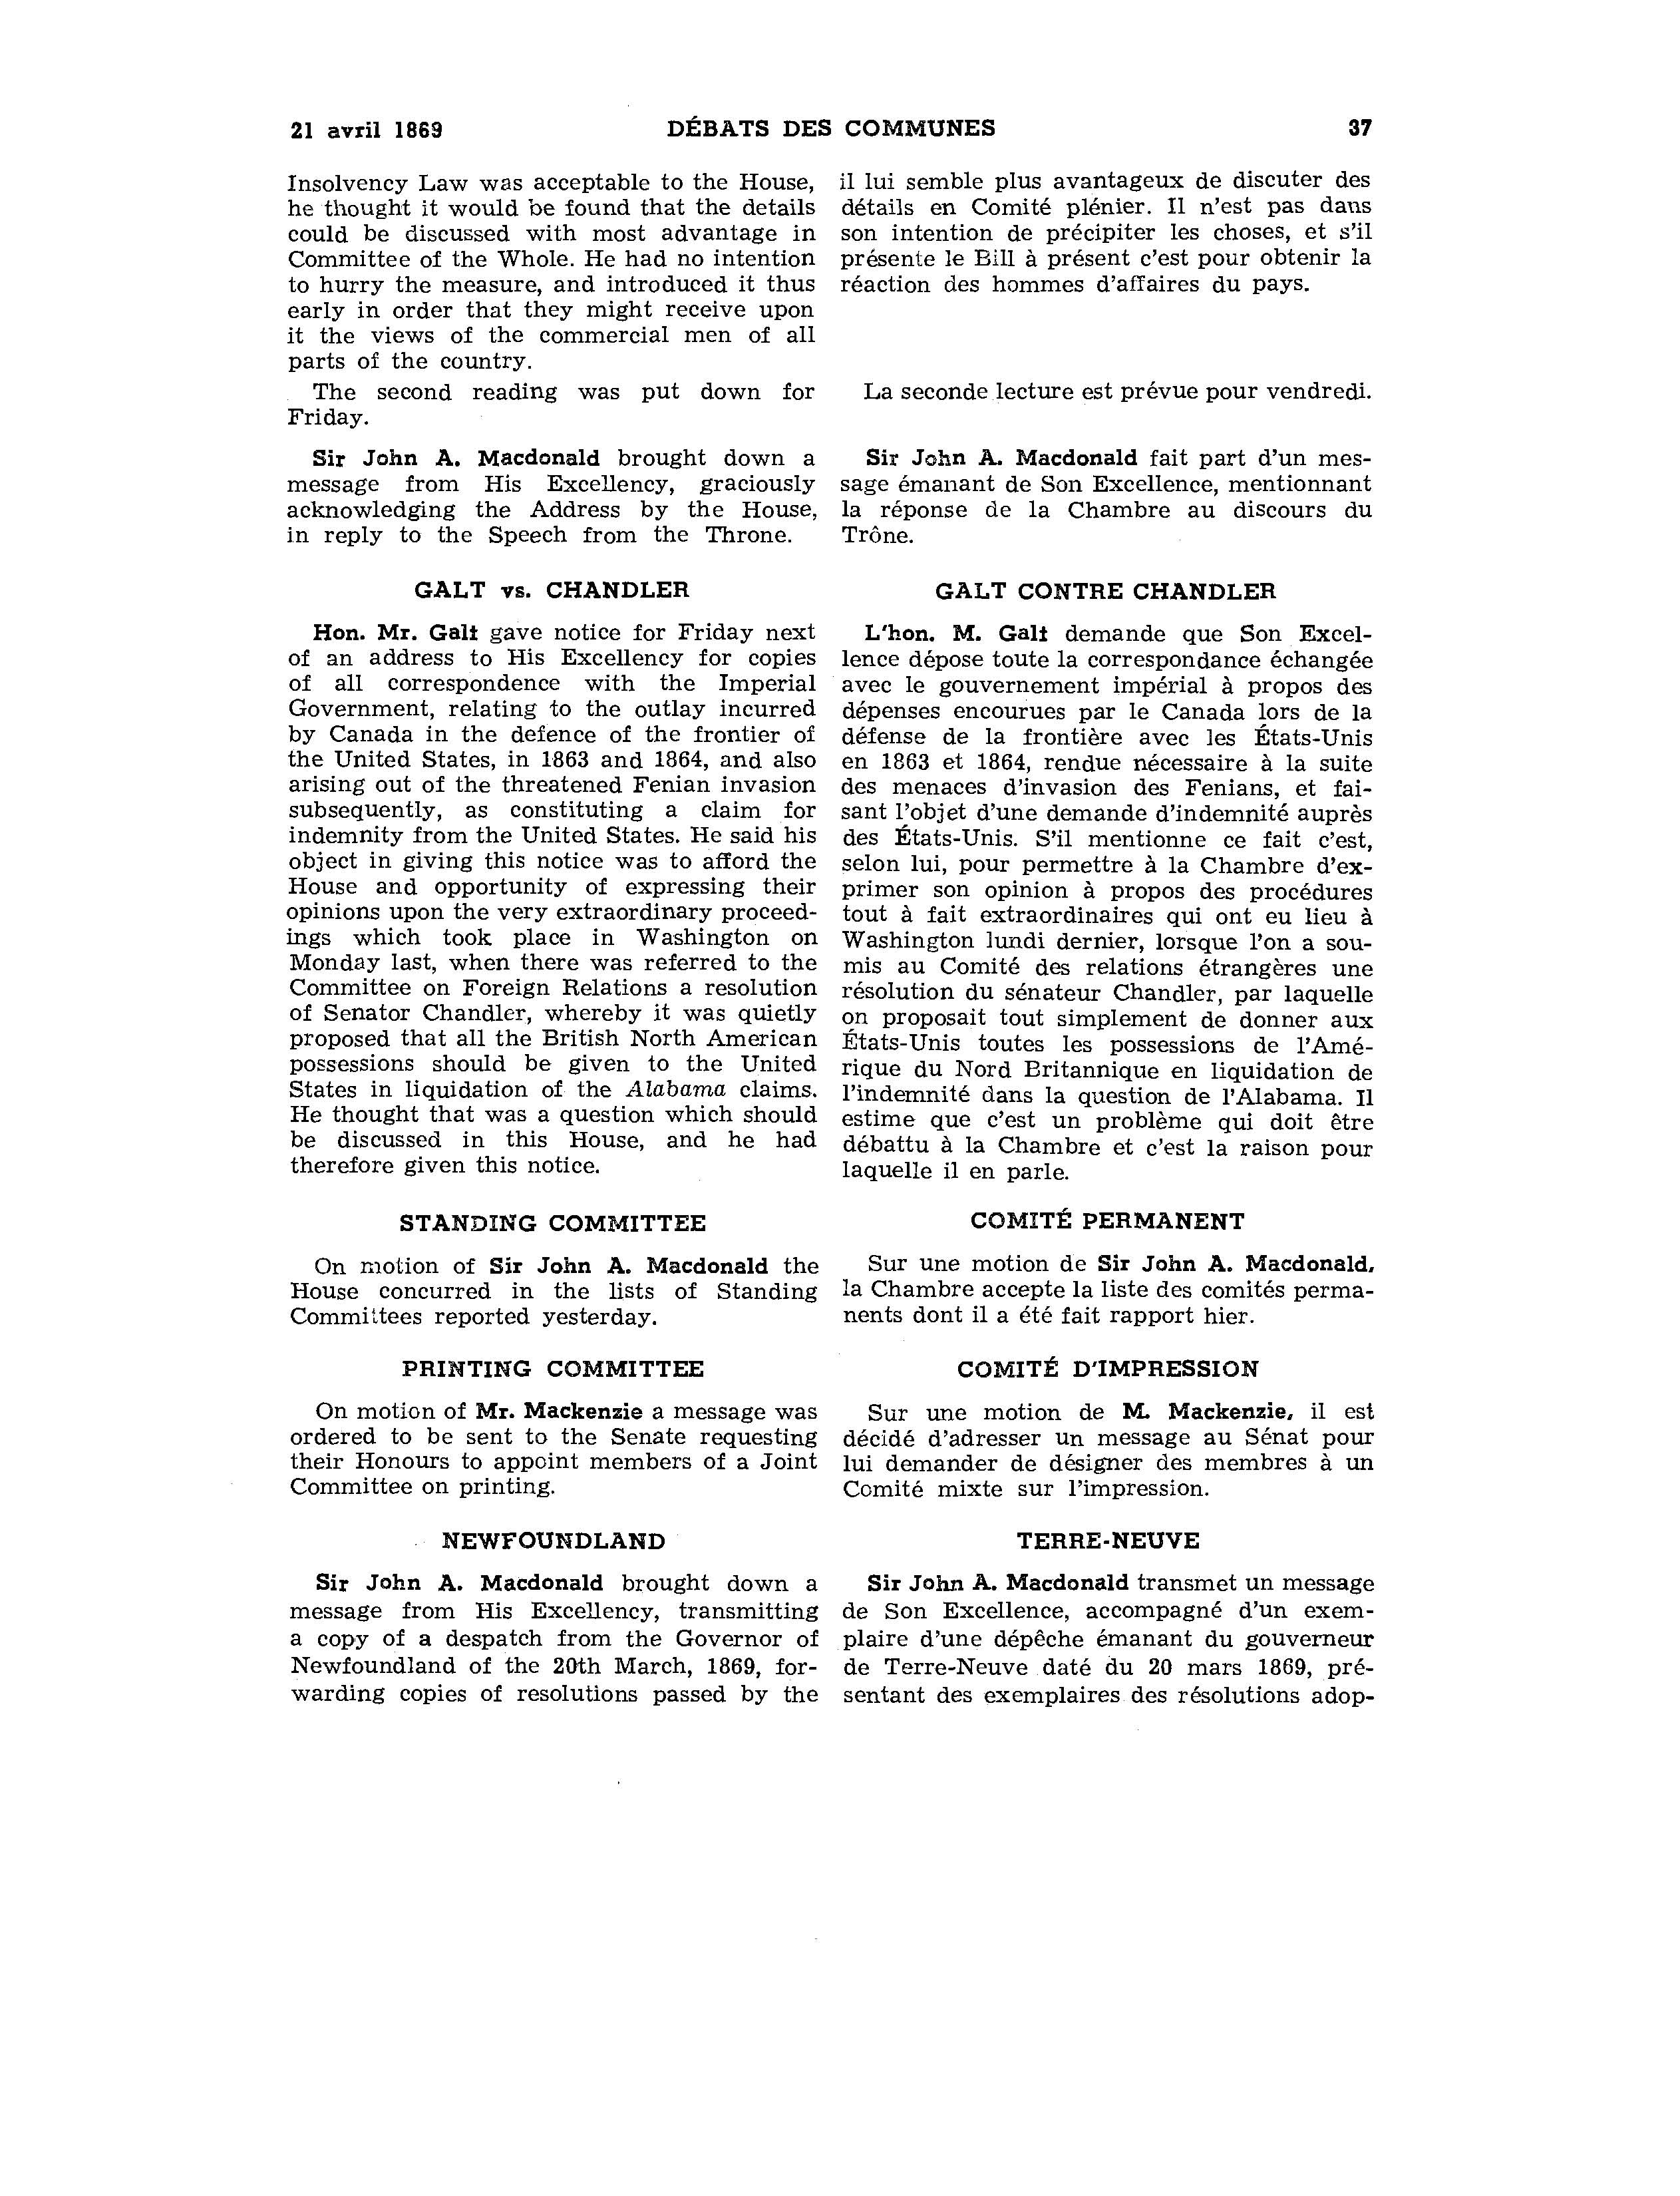 21 avril 1869 DÉBATS DES COMMUNES 37
Insolvency Law was acceptable to the House,
he thought it would be found that the details
could be discussed with most advantage in
Committee of the Whole. He had no intention
to hurry the measure, and introduced it thus
early in order that they might receive upon
it the views of the commercial men of all
parts of the country.
The second reading was put down for
Friday.
Sir John A. Macdonald brought down a
message from His Excellency, graciously
acknowledging the Address by the House,
in reply to the Speech from the Throne.
GALT vs. CHANDLER
Hon. Mr. Galt gave notice for Friday next
of an address to His Excellency for copies
of all correspondence with the Imperial
Government, relating to the outlay incurred
by Canada in the defence of the frontier of
the United States, in 1863 and 1864, and also
arising out of the threatened Fenian invasion
subsequently, as constituting a claim for
indemnity from the United States. He said his
object in giving this notice was to afford the
House and opportunity of expressing their
opinions upon the very extraordinary proceed-
ings which took place in Washington on
Monday last, when there was referred to the
Committee on Foreign Relations a resolution
of Senator Chandler, whereby it was quietly
proposed that all the British North American
possessions should be given to the United
States in liquidation of the Alabama claims.
He thought that was a question which should
be discussed in this House, and he had
therefore given this notice.
STANDING COMMITTEE
On motion of Sir John A. Macdonald the
House concurred in the lists of Standing
Committees reported yesterday.
PRINTING COMMITTEE
On motion of Mr. Mackenzie a message was
ordered to be sent to the Senate requesting
their Honours to appoint members of a Joint
Committee on printing.
NEWFOUNDLAND
Sir John A. Macdonald brought down a
message from His Excellency, transmitting
a copy of a despatch from the Governor of
Newfoundland of the 20th March, 1869, for-
warding copies of resolutions passed by the
il lui semble plus avantageux de discuter des
détails en Comité plénier. Il n'est pas dans
son intention de précipiter les choses, et s'il
présente le Bill à présent c'est pour obtenir la
réaction des hommes d'affaires du pays.
La seconde lecture est prévue pour vendredi.
Sir John A. Macdonald fait part d'un mes-
sage émanant de Son Excellence, mentionnant
la réponse de la Chambre au discours du
Trône.
GALT CONTRE CHANDLER
L'hon. M. Galt demande que Son Excel-
lence dépose toute la correspondance échangée
avec le gouvernement impérial à propos des
dépenses encourues par le Canada lors de la
défense de la frontière avec les États-Unis
en 1863 et 1864, rendue nécessaire à la suite
des menaces d'invasion des Fenians, et fai-
sant l'objet d'une demande d'indemnité auprès
des États-Unis. S'il mentionne ce fait c'est,
selon lui, pour permettre à la Chambre d'ex-
primer son opinion à propos des procédures
tout à fait extraordinaires qui ont eu lieu à
Washington lundi dernier, lorsque l'on a sou-
mis au Comité des relations étrangères une
résolution du sénateur Chandler, par laquelle
on proposait tout simplement de donner aux
États-Unis toutes les possessions de l'Amé-
rique du Nord Britannique en liquidation de
l'indemnité dans la question de l'Alabama. Il
estime que c'est un problème qui doit être
débattu à la Chambre et c'est la raison pour
laquelle il en parle.
COMITÉ PERMANENT
Sur une motion de Sir John A. Macdonald,
la Chambre accepte la liste des comités perma-
nents dont il a été fait rapport hier.
COMITÉ D'IMPRESSION
Sur une motion de M. Mackenzie, il est
décidé d'adresser un message au Sénat pour
lui demander de désigner des membres à un
Comité mixte sur l'impression.
TERRE-NEUVE
Sir John A. Macdonald transmet un message
de Son Excellence, accompagné d'un exem-
plaire d'une dépêche émanant du gouverneur
de Terre-Neuve daté du 20 mars 1869, pré-
sentant des exemplaires des résolutions adop-